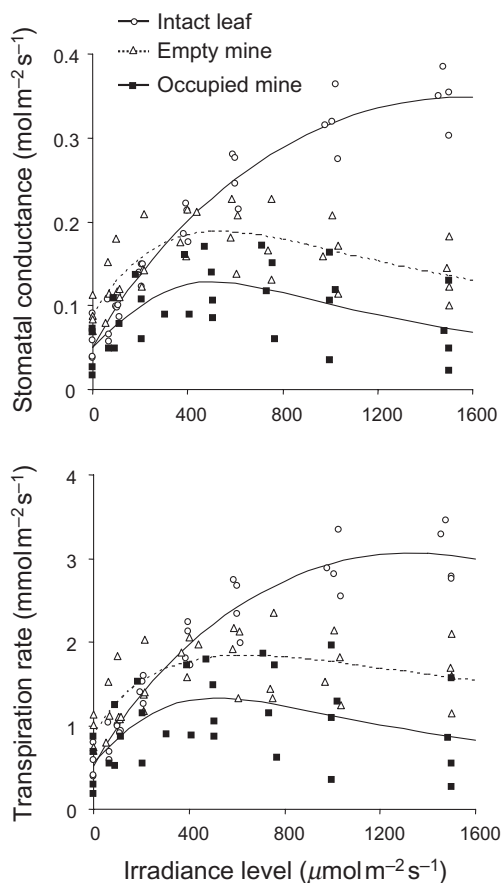 Intact leaf
Empty mine
Occupied mine
Stomatal conductance (mol m⁻² s⁻¹)
0.4
0.3
0.2
0.1
0
0 400 800 1200 1600
Transpiration rate (mmol m⁻² s⁻¹)
4
3
2
1
0
0 400 800 1200 1600
Irradiance level (μmol m⁻² s⁻¹)